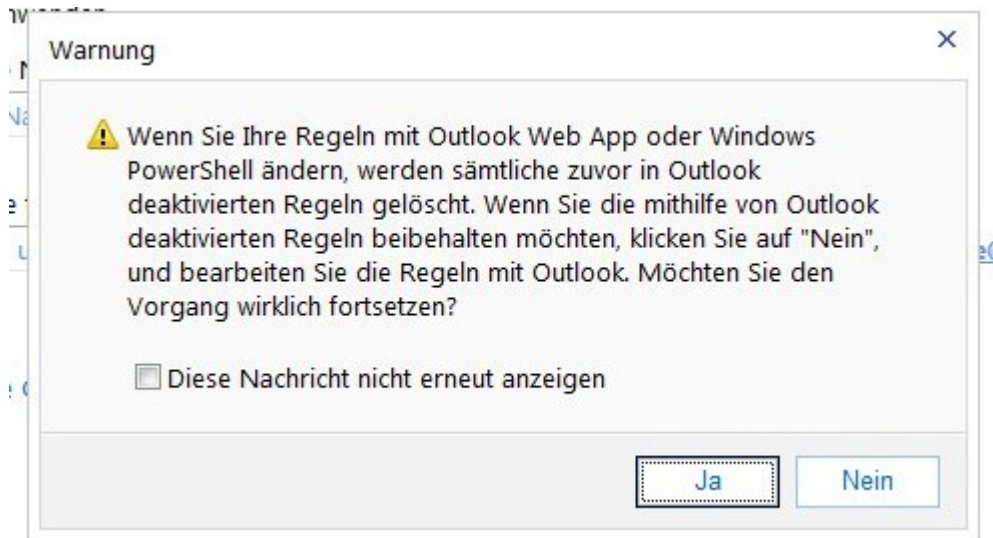 Warnung
Wenn Sie Ihre Regeln mit Outlook Web App oder Windows
PowerShell ändern, werden sämtliche zuvor in Outlook
deaktivierten Regeln gelöscht. Wenn Sie die mithilfe von Outlook
deaktivierten Regeln beibehalten möchten, klicken Sie auf "Nein",
und bearbeiten Sie die Regeln mit Outlook. Möchten Sie den
Vorgang wirklich fortsetzen?
Diese Nachricht nicht erneut anzeigen
Ja
Nein